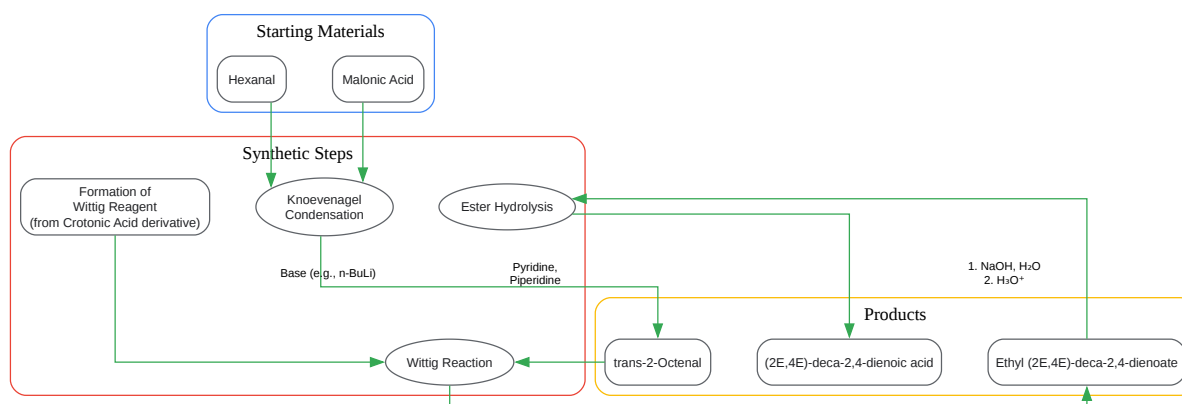 Starting Materials
Hexanal
Malonic Acid
Synthetic Steps
Formation of
Wittig Reagent
(from Crotonic Acid derivative)
Knoevenagel
Condensation
Ester Hydrolysis
Base (e.g., n-BuLi)
Pyridine,
Piperidine
1. NaOH, H₂O
2. H₃O⁺
Products
Wittig Reaction
trans-2-Octenal
(2E,4E)-deca-2,4-dienoic acid
Ethyl (2E,4E)-deca-2,4-dienoate